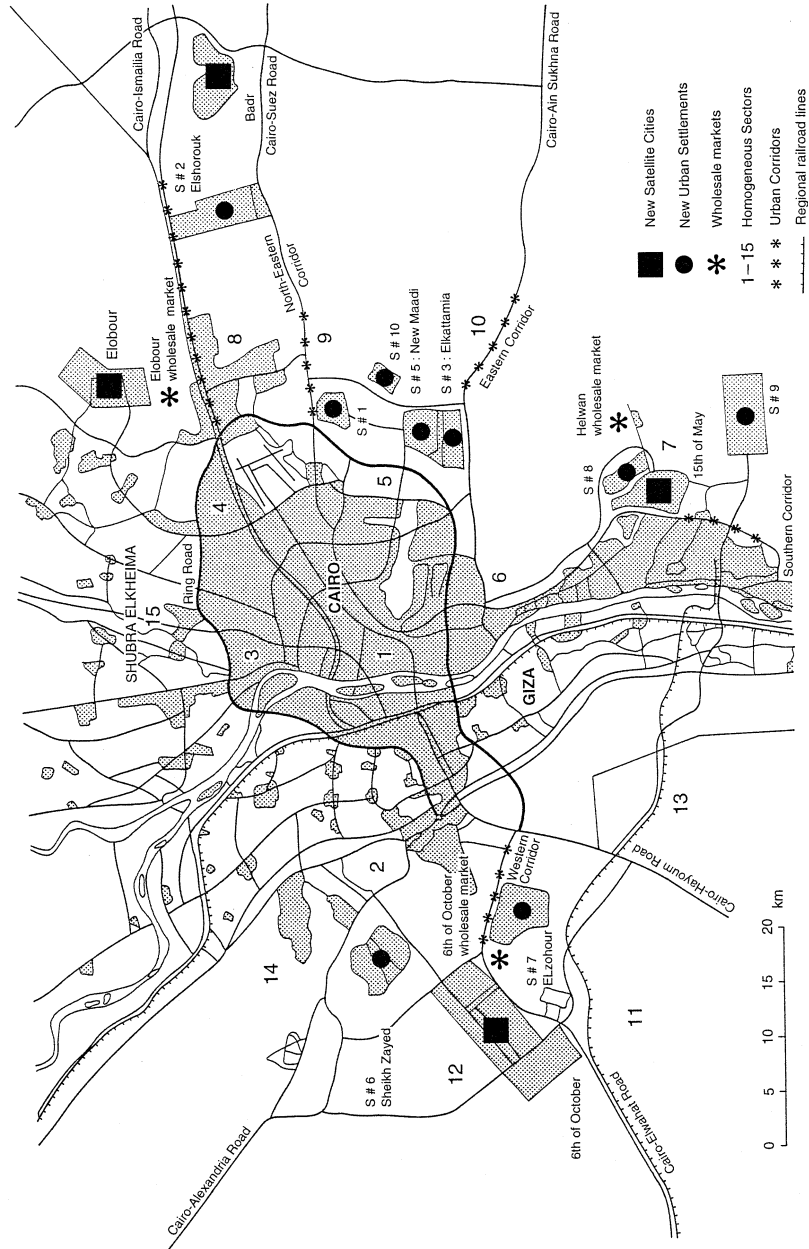 Cairo-Alexandria Road
14
S # 6
Sheikh Zayed
12
6th of October
Cairo-Elwahat Road
11
S # 7
ELzohour
6th of October
wholesale market
Western
Corridor
2
Cairo-Hayoum Road
13
GIZA
SHUBRA ELKHEIMA
15
Ring Road
3
1
CAIRO
4
5
6
Elobour
Elobour
wholesale market
8
S # 1
9
North-Eastern
Corridor
S # 10
S # 5 : New Maadi
S # 3 : Elkattamia
10
Eastern Corridor
S # 2
Elshorouk
Cairo-Ismailia Road
Badr
Cairo-Suez Road
Cairo-Ain Sukhna Road
Helwan
wholesale market
S # 8
7
15th of May
S # 9
Southern Corridor
0 5 10 15 20 km
New Satellite Cities
New Urban Settlements
Wholesale markets
1–15 Homogeneous Sectors
Urban Corridors
Regional railroad lines